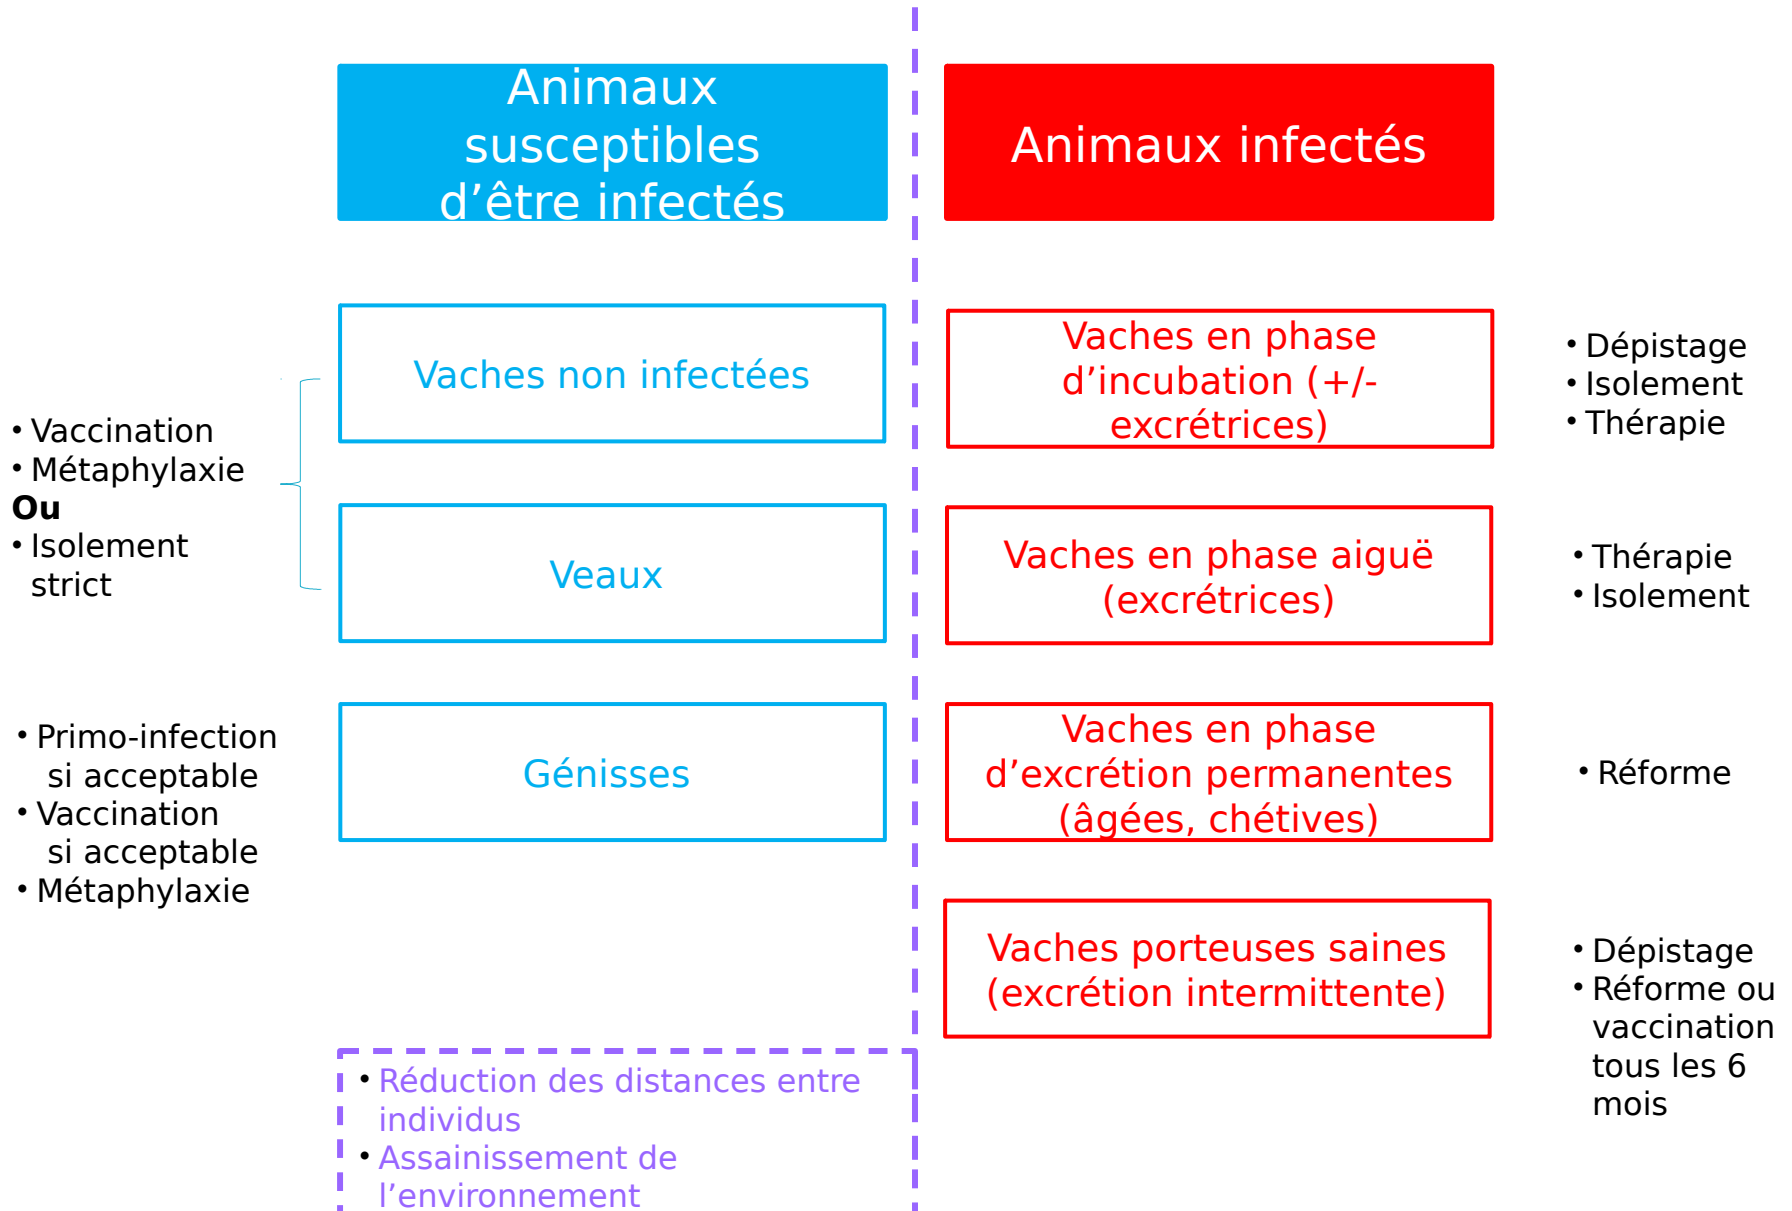 Animaux
susceptibles
d’être infectés
Animaux infectés
Vaches non infectées
Veaux
Génisses
• Vaccination
• Métaphylaxie
Ou
• Isolement
strict
• Primo-infection
si acceptable
• Vaccination
si acceptable
• Métaphylaxie
Vaches en phase
d’incubation (+/-
excrétrices)
• Dépistage
• Isolement
• Thérapie
Vaches en phase aiguë
(excrétrices)
• Thérapie
• Isolement
Vaches en phase
d’excrétion permanentes
(âgées, chétives)
• Réforme
Vaches porteuses saines
(excrétion intermittente)
• Dépistage
• Réforme ou
vaccination
tous les 6
mois
• Réduction des distances entre
individus
• Assainissement de
l’environnement